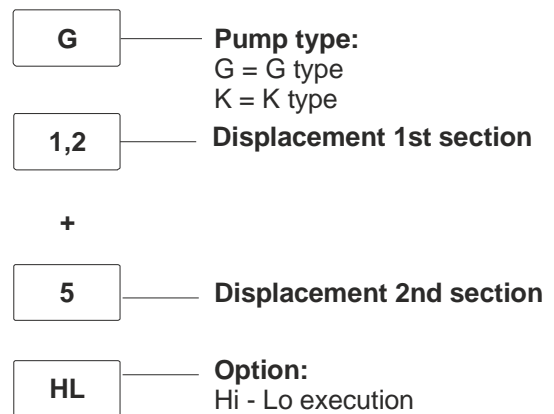 G
Pump type:
G = G type
K = K type
1,2
Displacement 1st section
+
5
Displacement 2nd section
HL
Option:
Hi - Lo execution